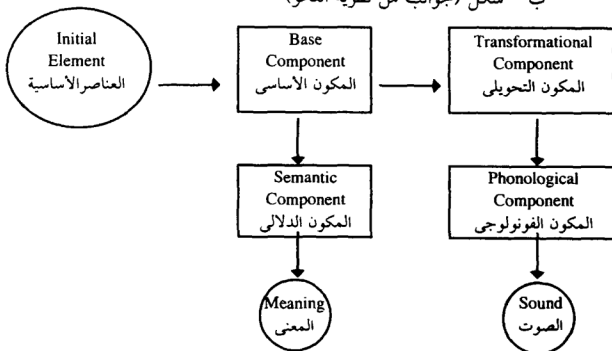 Initial
Element
العناصر الأساسية
Base
Component
المكون الأساسى
Transformational
Component
المكون التحويلى
Semantic
Component
المكون الدلالى
Phonological
Component
المكون الفونولوجى
Meaning
المعنى
Sound
الصوت